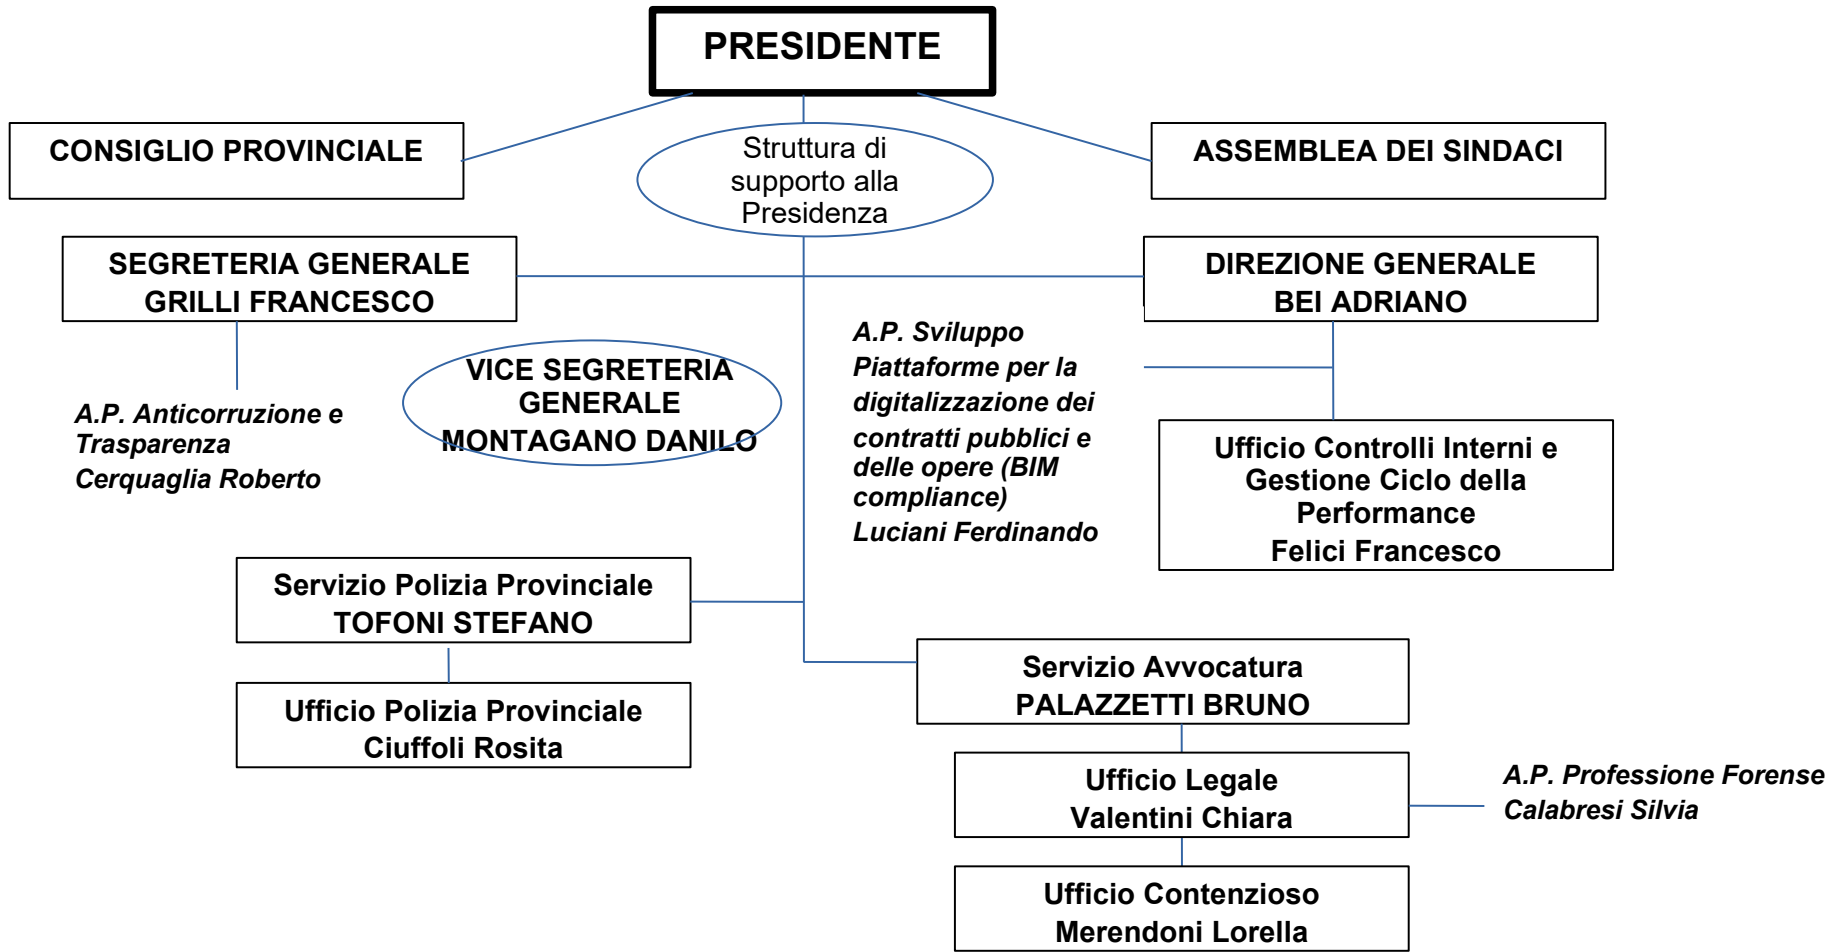 PRESIDENTE
CONSIGLIO PROVINCIALE
Struttura di
supporto alla
Presidenza
ASSEMBLEA DEI SINDACI
SEGRETERIA GENERALE
GRILLI FRANCESCO
DIREZIONE GENERALE
BEI ADRIANO
VICE SEGRETERIA
GENERALE
MONTAGANO DANILO
A.P. Anticorruzione e
Trasparenza
Cerquaglia Roberto
A.P. Sviluppo
Piattaforme per la
digitalizzazione dei
contratti pubblici e
delle opere (BIM
compliance)
Luciani Ferdinando
Ufficio Controlli Interni e
Gestione Ciclo della
Performance
Felici Francesco
Servizio Polizia Provinciale
TOFONI STEFANO
Ufficio Polizia Provinciale
Ciuffoli Rosita
Servizio Avvocatura
PALAZZETTI BRUNO
Ufficio Legale
Valentini Chiara
A.P. Professione Forense
Calabresi Silvia
Ufficio Contenzioso
Merendoni Lorella